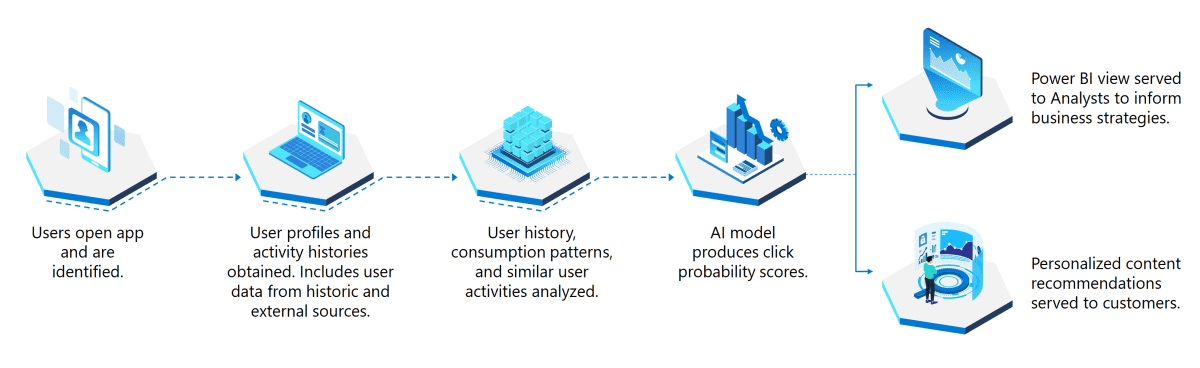 Users open app
and are
identified.
User profiles and
activity histories
obtained. Includes user
data from historic and
external sources.
User history,
consumption patterns,
and similar user
activities analyzed.
AI model
produces click
probability scores.
Power BI view served
to Analysts to inform
business strategies.
Personalized content
recommendations
served to customers.